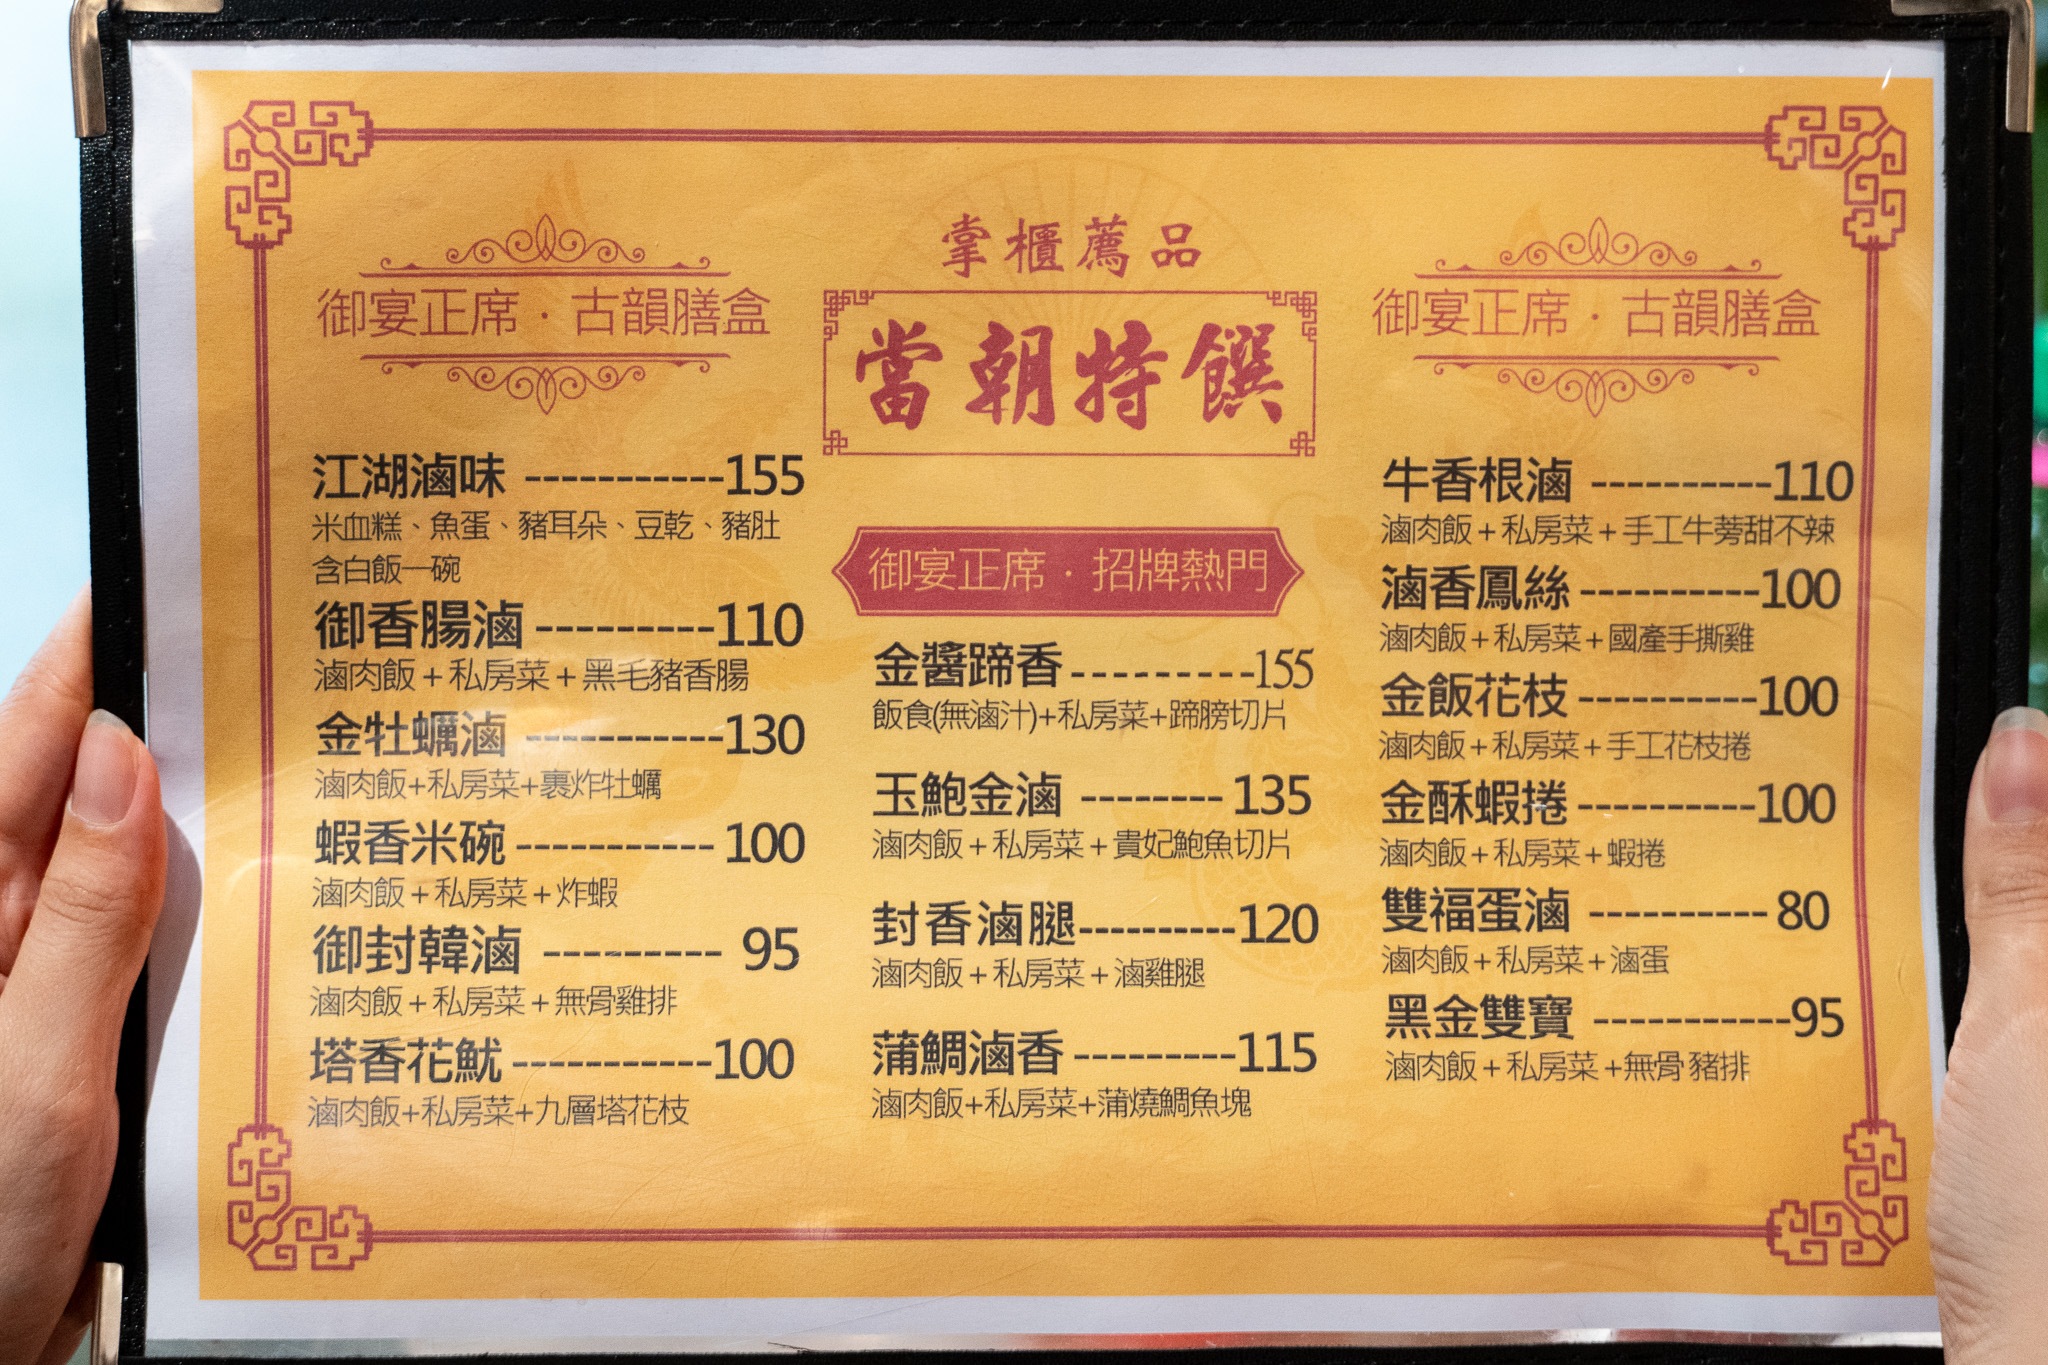 御宴正席．古韻膳盒
江湖滷味 -----------155
米血糕、魚蛋、豬耳朵、豆乾、豬肚
含白飯一碗
御香腸滷 ----------110
滷肉飯＋私房菜＋黑毛豬香腸
金牡蠣滷 -----------130
滷肉飯+私房菜+裹炸牡蠣
蝦香米碗 ----------- 100
滷肉飯＋私房菜＋炸蝦
御封韓滷 ---------- 95
滷肉飯＋私房菜＋無骨雞排
塔香花魷 -----------100
滷肉飯+私房菜+九層塔花枝
掌櫃薦品
當朝特饌
御宴正席．招牌熱門
金醬蹄香 ----------155
飯食(無滷汁)+私房菜+蹄膀切片
玉鮑金滷 -------- 135
滷肉飯＋私房菜＋貴妃鮑魚切片
封香滷腿----------120
滷肉飯＋私房菜＋滷雞腿
蒲鯛滷香 ---------115
滷肉飯+私房菜+蒲燒鯛魚塊
御宴正席．古韻膳盒
牛香根滷 ----------110
滷肉飯＋私房菜＋手工牛蒡甜不辣
滷香鳳絲 ----------100
滷肉飯＋私房菜＋國產手撕雞
金飯花枝 ----------100
滷肉飯＋私房菜＋手工花枝捲
金酥蝦捲 ----------100
滷肉飯＋私房菜＋蝦捲
雙福蛋滷 ---------- 80
滷肉飯＋私房菜＋滷蛋
黑金雙寶 -----------95
滷肉飯＋私房菜＋無骨豬排